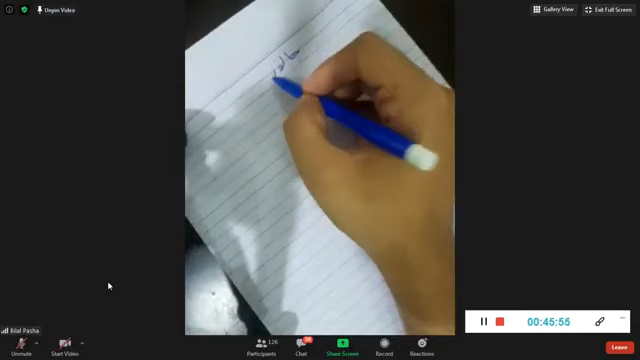 Unpin Video
Gallery View
Exit Full Screen
Bilal Pasha
00:45:55
Unmute
Start Video
126
Participants
Chat
Share Screen
Record
Reactions
Leave